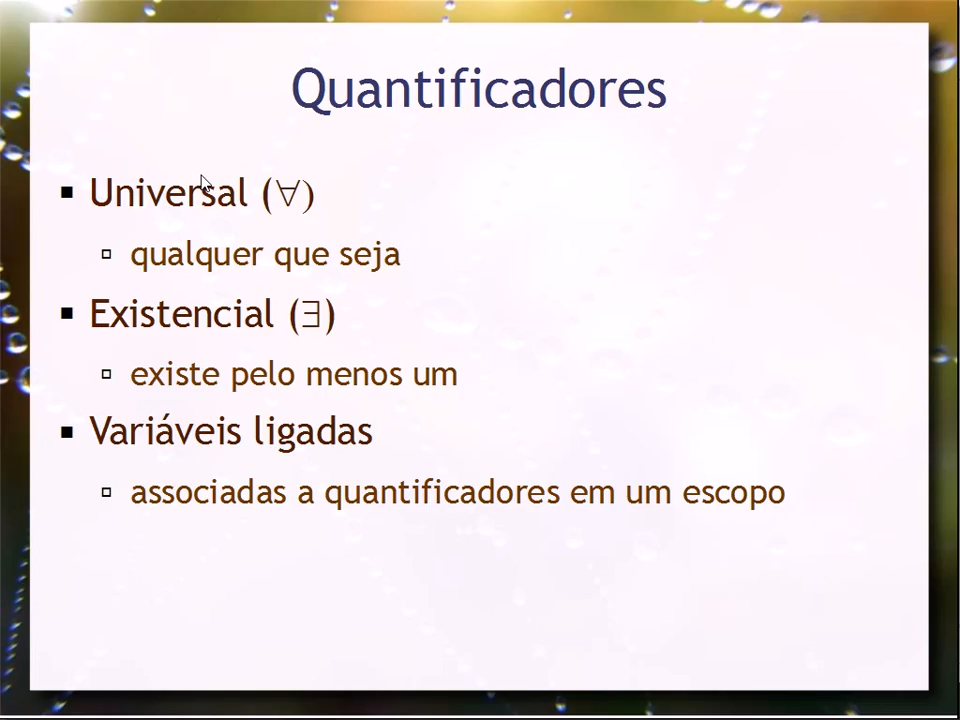 Quantificadores
Universal (∀)
qualquer que seja
Existencial (∃)
existe pelo menos um
Variáveis ligadas
associadas a quantificadores em um escopo